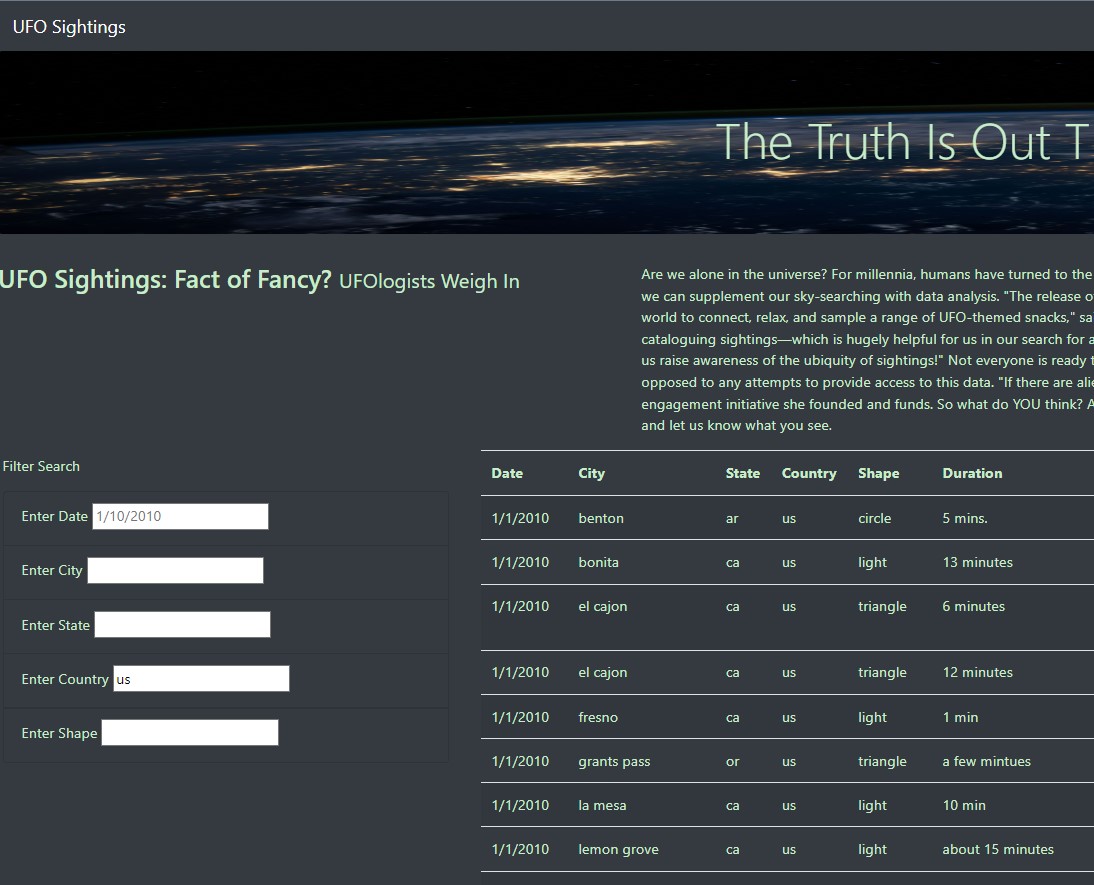 UFO Sightings
The Truth Is Out T
UFO Sightings: Fact of Fancy? UFOlogists Weigh In
Are we alone in the universe? For millennia, humans have turned to the
we can supplement our sky-searching with data analysis. "The release
world to connect, relax, and sample a range of UFO-themed snacks," sa
cataloguing sightings—which is hugely helpful for us in our search for a
us raise awareness of the ubiquity of sightings!" Not everyone is ready
opposed to any attempts to provide access to this data. "If there are
engagement initiative she founded and funds. So what do YOU think? A
and let us know what you see.
Filter Search
Enter Date 1/10/2010
Enter City
Enter State
Enter Country us
Enter Shape
Date City State Country Shape Duration
1/1/2010 benton ar us circle 5 mins.
1/1/2010 bonita ca us light 13 minutes
1/1/2010 el cajon ca us triangle 6 minutes
1/1/2010 el cajon ca us triangle 12 minutes
1/1/2010 fresno ca us light 1 min
1/1/2010 grants pass or us triangle a few mintues
1/1/2010 la mesa ca us light 10 min
1/1/2010 lemon grove ca us light about 15 minutes